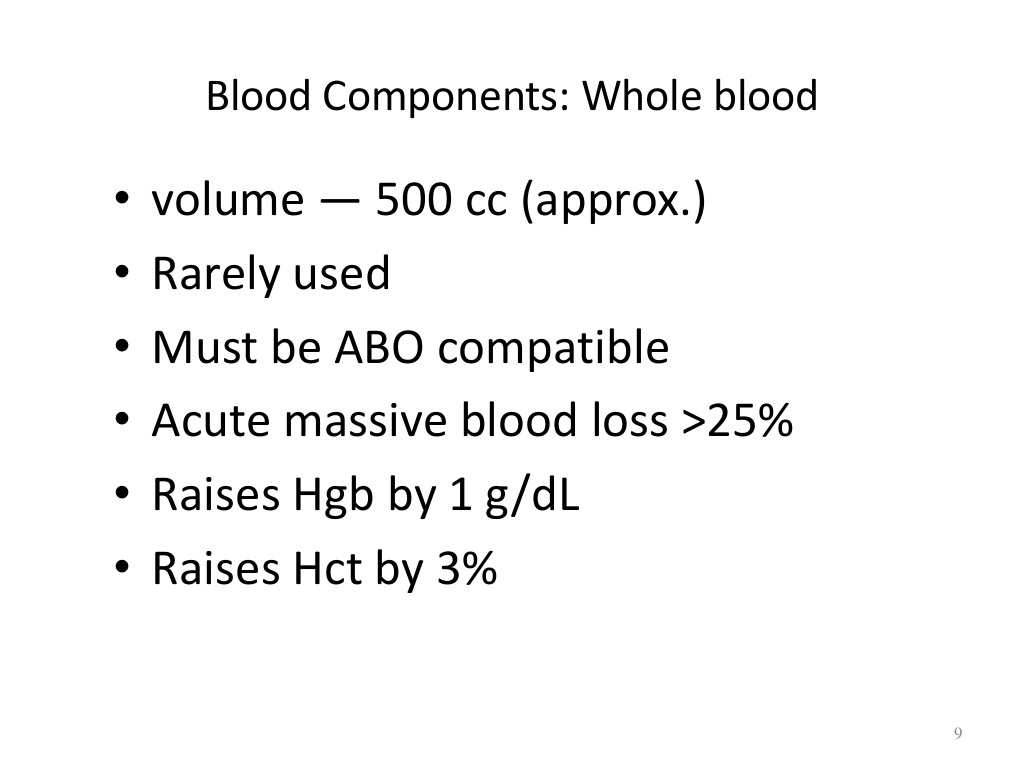 Blood Components: Whole blood
• volume — 500 cc (approx.)
• Rarely used
• Must be ABO compatible
• Acute massive blood loss >25%
• Raises Hgb by 1 g/dL
• Raises Hct by 3%
9